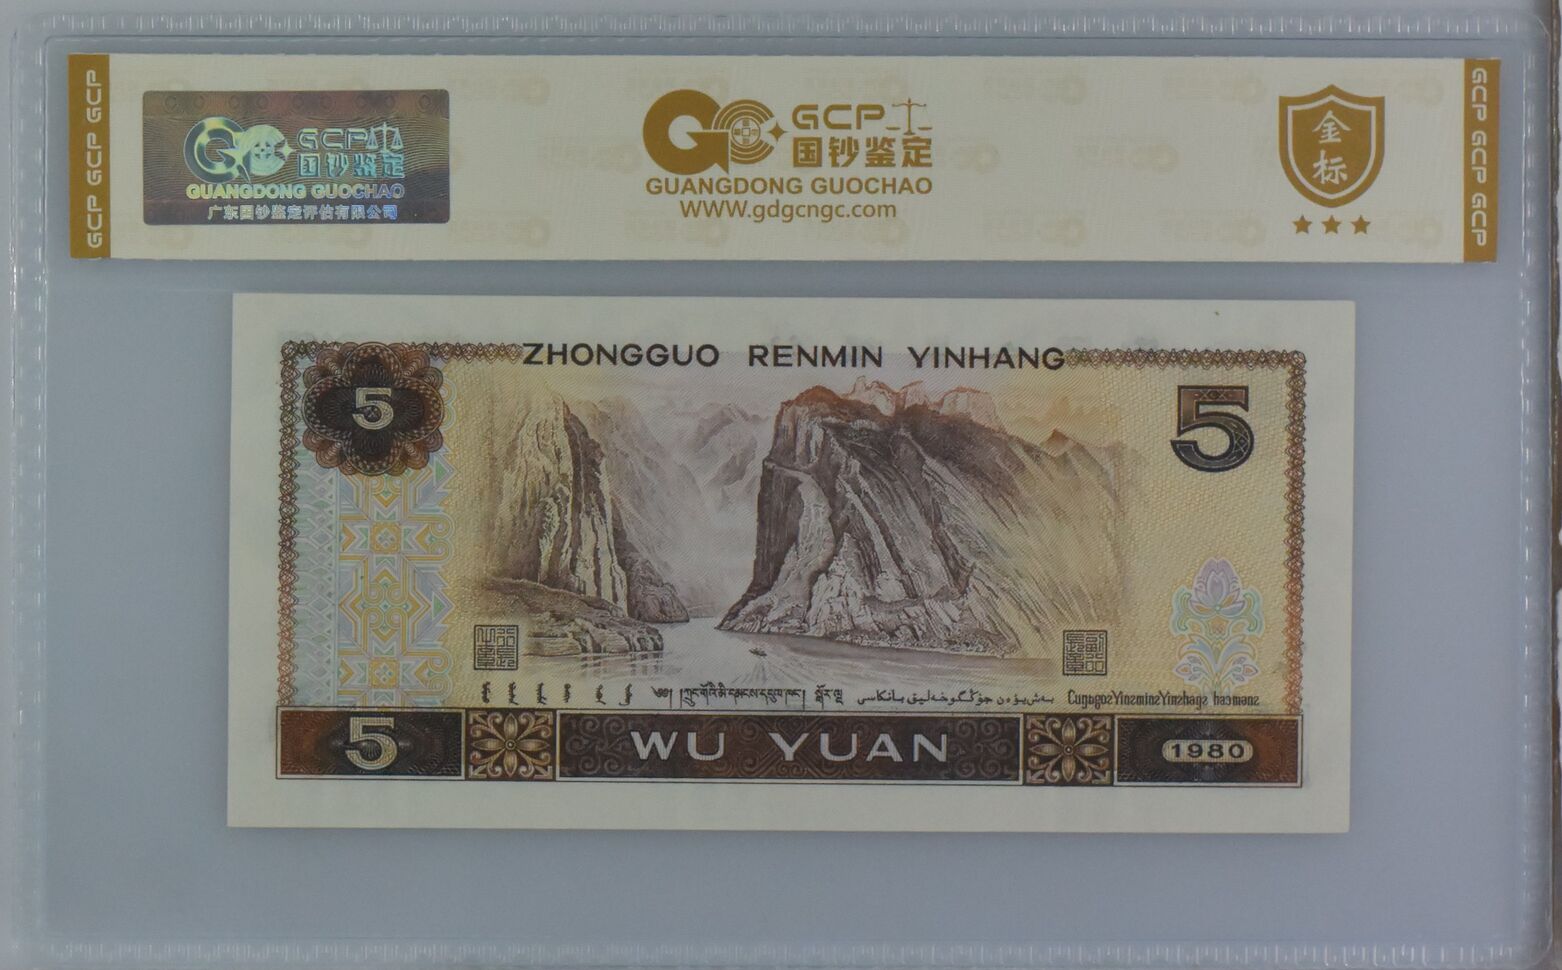 GCP GCP GCP
GCP
国钞鉴定
GUANGDONG GUOCHAO
广东国钞鉴定评估有限公司
GCP
国钞鉴定
GUANGDONG GUOCHAO
WWW.gdgcngc.com
金标
GCP GCP GCP
ZHONGGUO RENMIN YINHANG
5
5
5
WU YUAN
1980